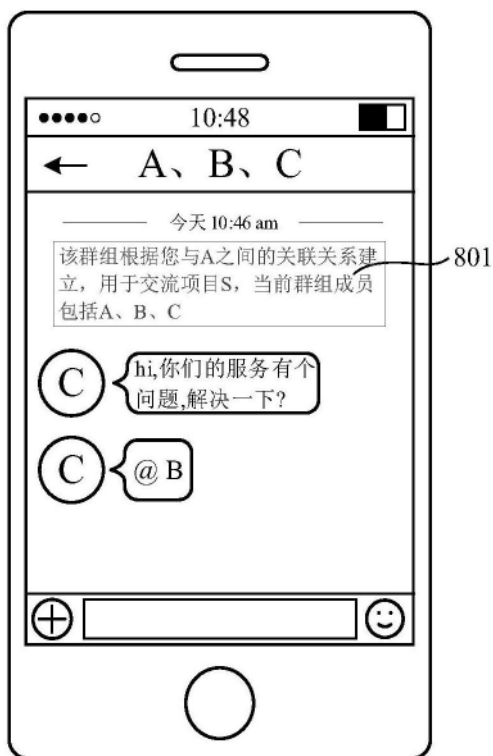 10:48
A、B、C
今天 10:46 am
该群组根据您与A之间的关联关系建
立，用于交流项目S，当前群组成员
包括A、B、C
801
C
hi,你们的服务有个
问题,解决一下?
C
@ B